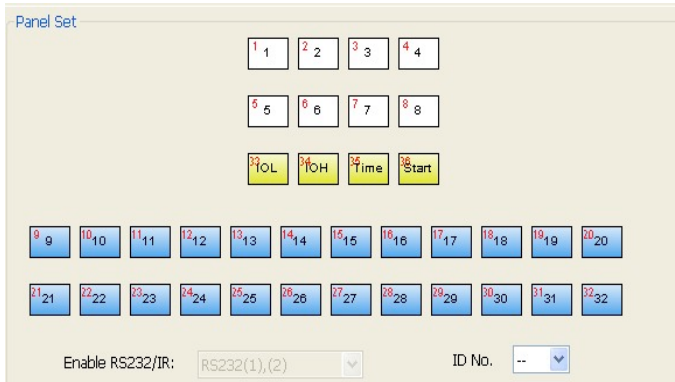 Panel Set
1 1 2 2 3 3 4 4
5 5 6 6 7 7 8 8
33 IOL 34 IOH 35 Time 36 Start
9 9 10 10 11 11 12 12 13 13 14 14 15 15 16 16 17 17 18 18 19 19 20 20
21 21 22 22 23 23 24 24 25 25 26 26 27 27 28 28 29 29 30 30 31 31 32 32
Enable RS232/IR: RS232(1),(2) ID No. --